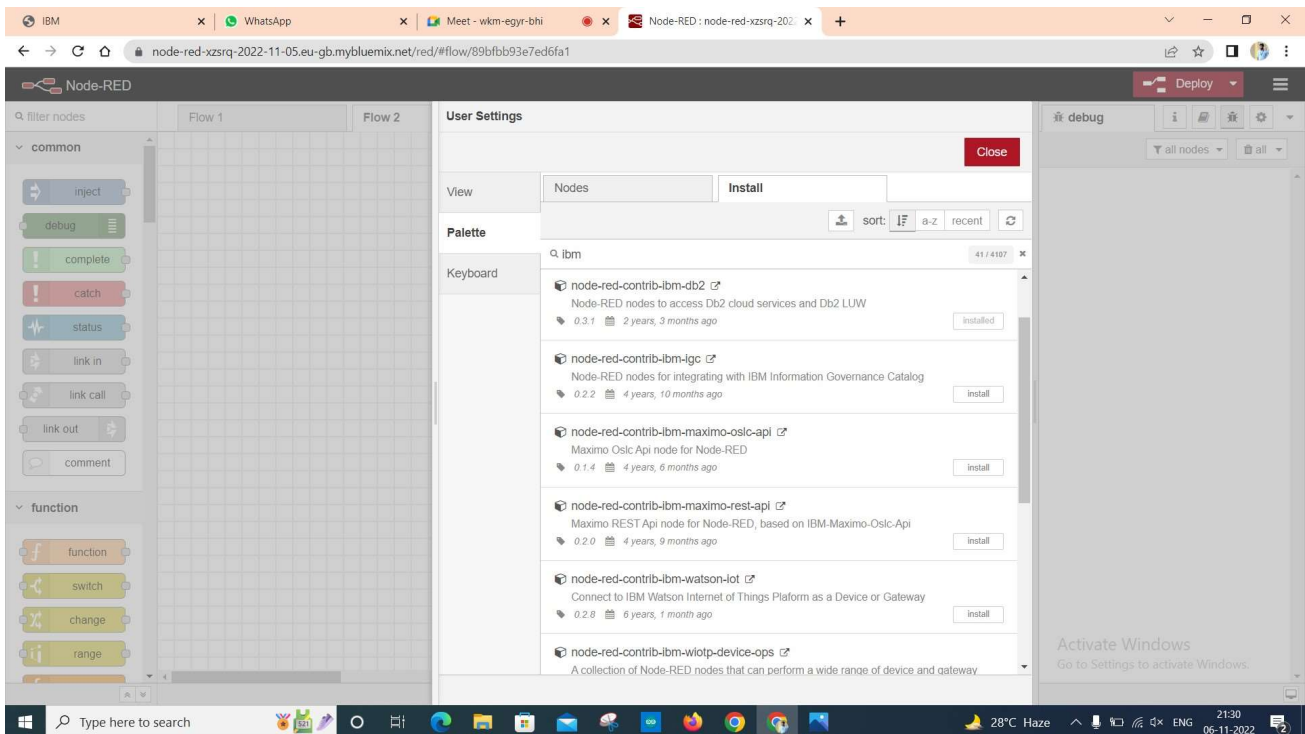 IBM
WhatsApp
Meet - wkm-egyr-bhi
Node-RED : node-red-xzsrq-202
node-red-xzsrq-2022-11-05.eu-gb.mybluemix.net/red/#flow/89bfbb93e7ed6fa1
Node-RED
Deploy
filter nodes
Flow 1
Flow 2
User Settings
debug
i
common
Close
all nodes
all
inject
View
Nodes
Install
debug
sort:
a-z
recent
Palette
complete
ibm
41 / 4107
Keyboard
catch
node-red-contrib-ibm-db2
Node-RED nodes to access Db2 cloud services and Db2 LUW
status
0.3.1
2 years, 3 months ago
installed
link in
node-red-contrib-ibm-igc
Node-RED nodes for integrating with IBM Information Governance Catalog
link call
0.2.2
4 years, 10 months ago
install
link out
node-red-contrib-ibm-maximo-oslc-api
Maximo Oslc Api node for Node-RED
comment
0.1.4
4 years, 6 months ago
install
function
node-red-contrib-ibm-maximo-rest-api
Maximo REST Api node for Node-RED, based on IBM-Maximo-Oslc-Api
0.2.0
4 years, 9 months ago
install
function
switch
node-red-contrib-ibm-watson-iot
Connect to IBM Watson Internet of Things Plaform as a Device or Gateway
change
0.2.8
6 years, 1 month ago
install
range
node-red-contrib-ibm-wiotp-device-ops
A collection of Node-RED nodes that can perform a wide range of device and gateway
Activate Windows
Go to Settings to activate Windows.
Type here to search
28°C Haze
ENG
21:30
06-11-2022